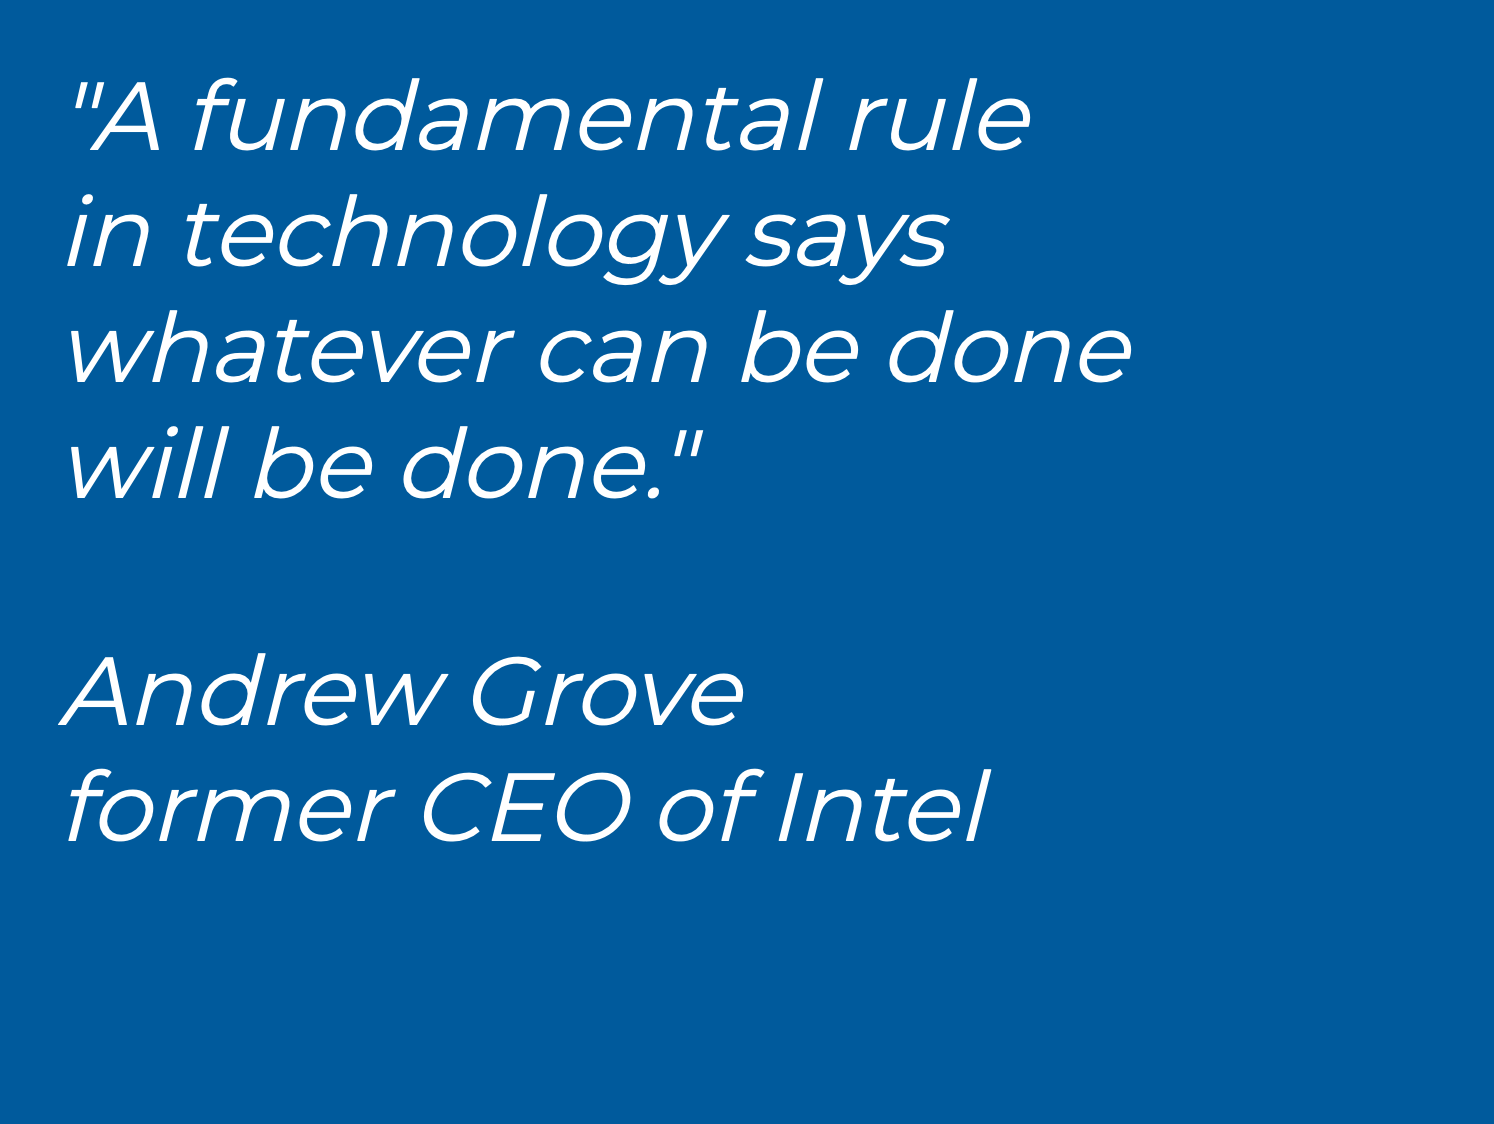 "A fundamental rule
in technology says
whatever can be done
will be done."
Andrew Grove
former CEO of Intel